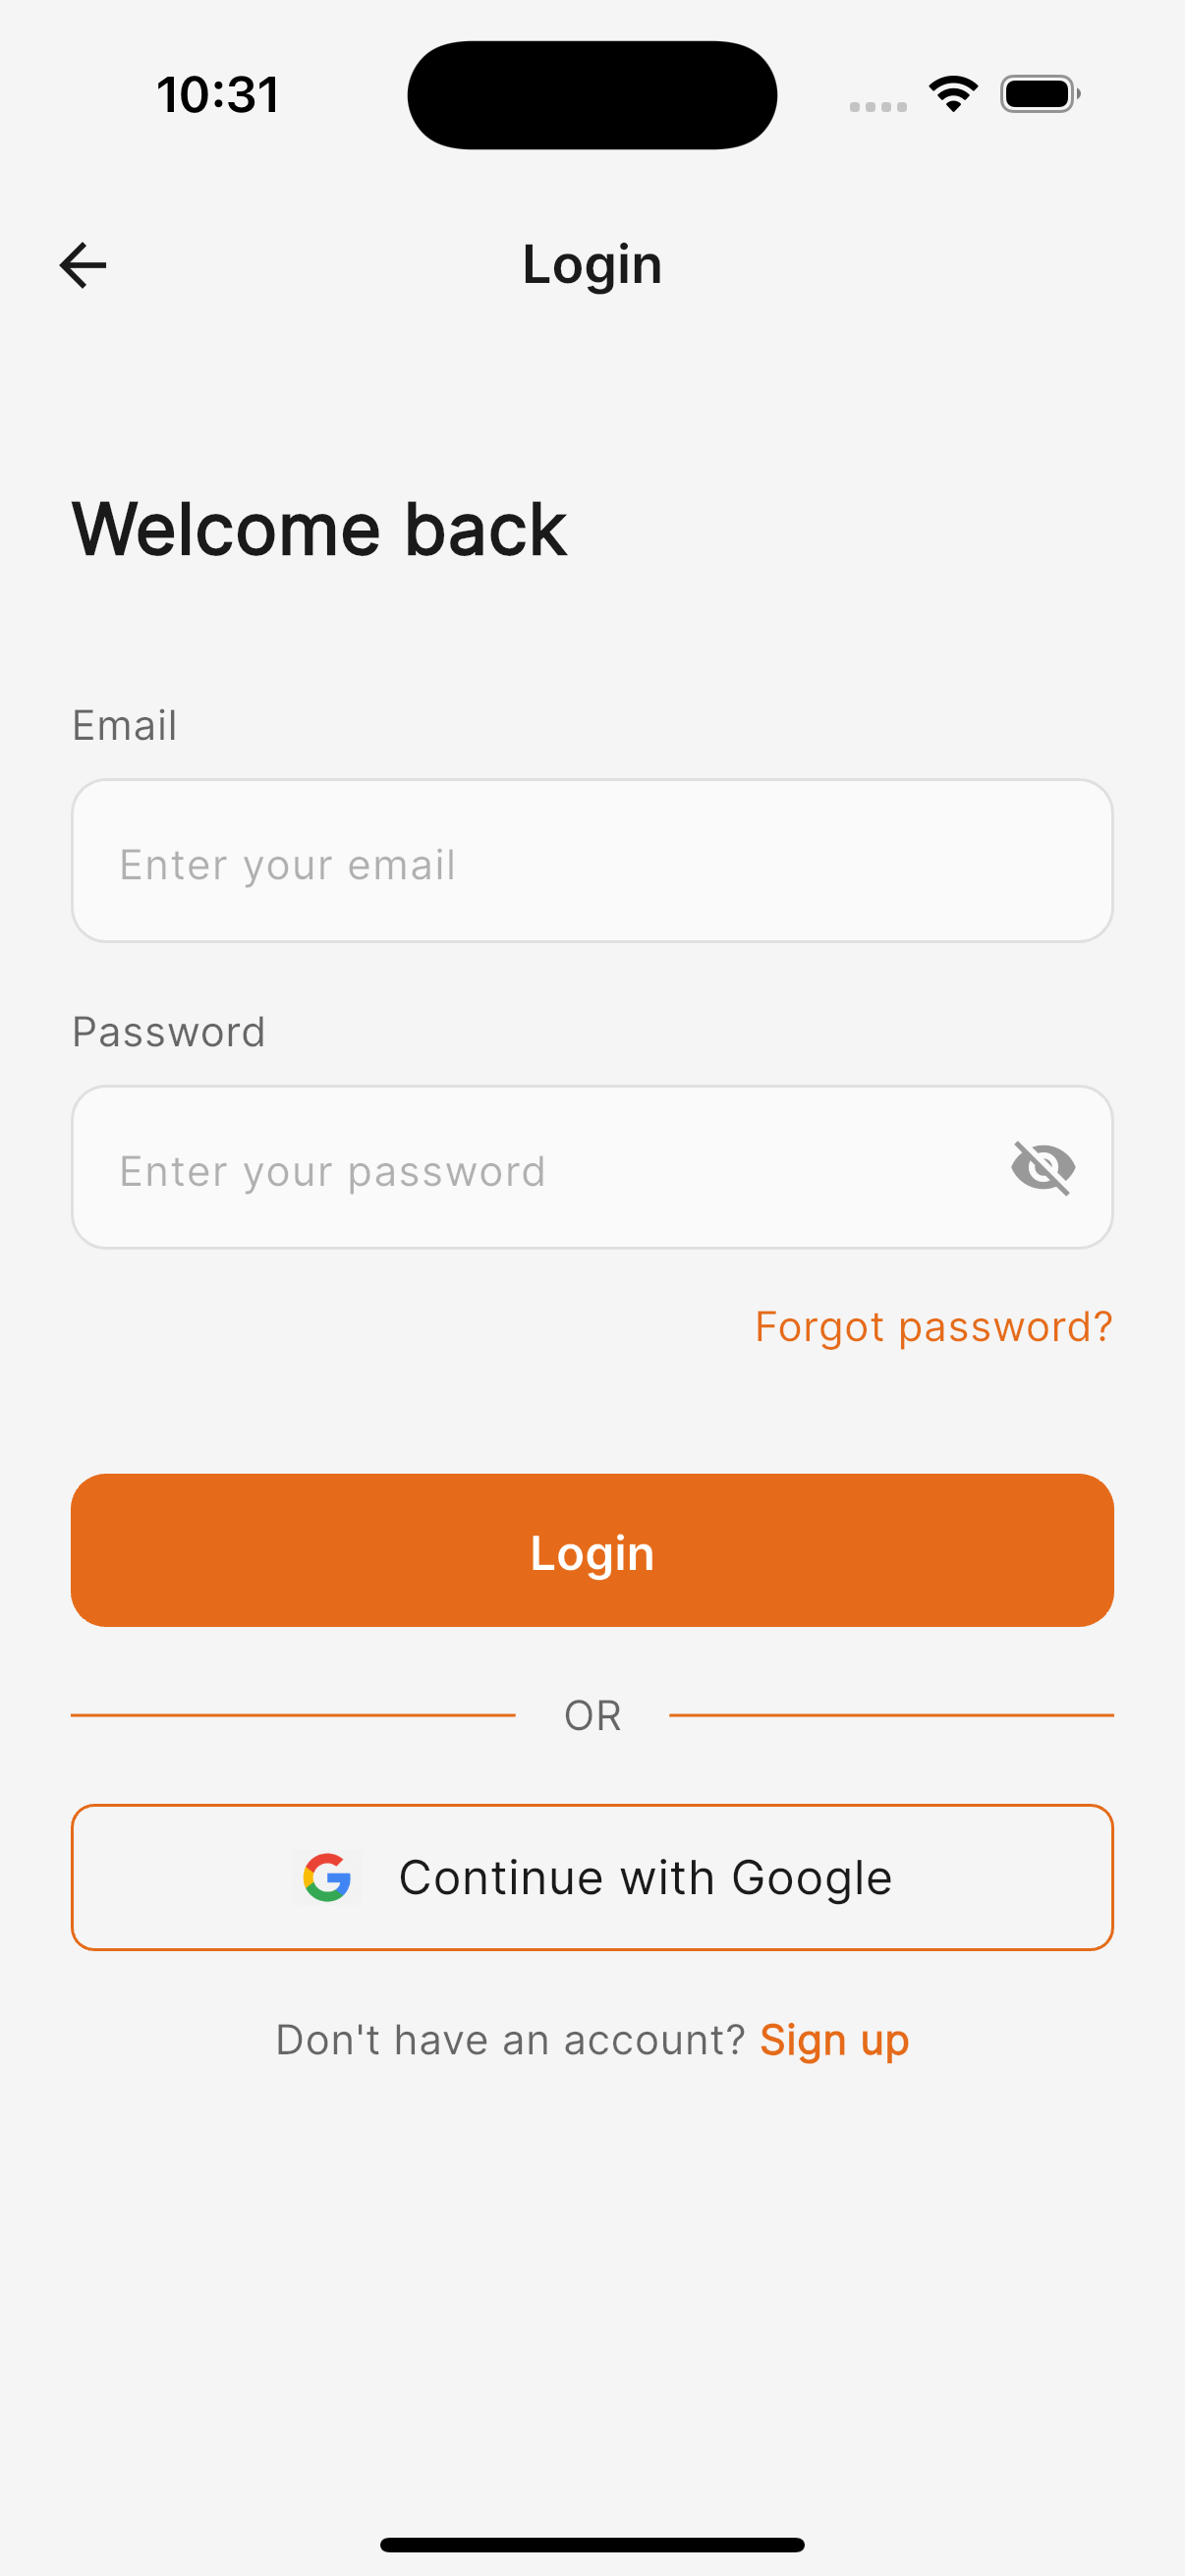 10:31
Login
Welcome back
Email
Enter your email
Password
Enter your password
Forgot password?
Login
OR
Continue with Google
Don't have an account? Sign up